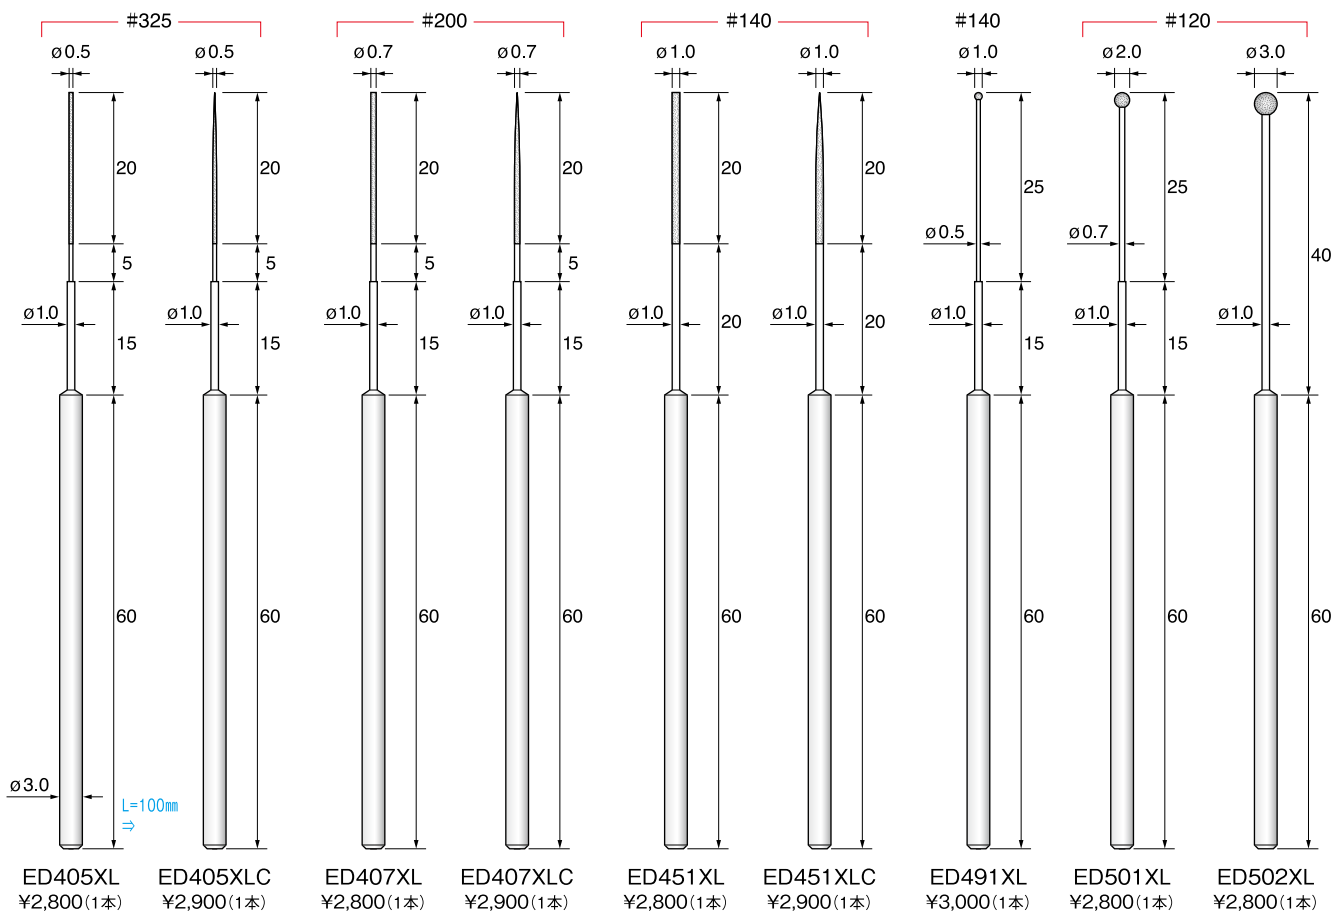 #325 #200 #140 #140 #120
ø0.5 ø0.5 ø0.7 ø0.7 ø1.0 ø1.0 ø1.0 ø2.0 ø3.0
20 20 20 20 20 20 25 25 40
ø0.5 ø0.7
5 5 5 5
ø1.0 ø1.0 ø1.0 ø1.0 ø1.0 ø1.0 ø1.0 ø1.0 ø1.0
15 15 15 15 20 20 15 15
60 60 60 60 60 60 60 60 60
ø3.0
L=100㎜
⇒
ED405XL ED405XLC ED407XL ED407XLC ED451XL ED451XLC ED491XL ED501XL ED502XL
¥2,800(1本) ¥2,900(1本) ¥2,800(1本) ¥2,900(1本) ¥2,800(1本) ¥2,900(1本) ¥3,000(1本) ¥2,800(1本) ¥2,800(1本)